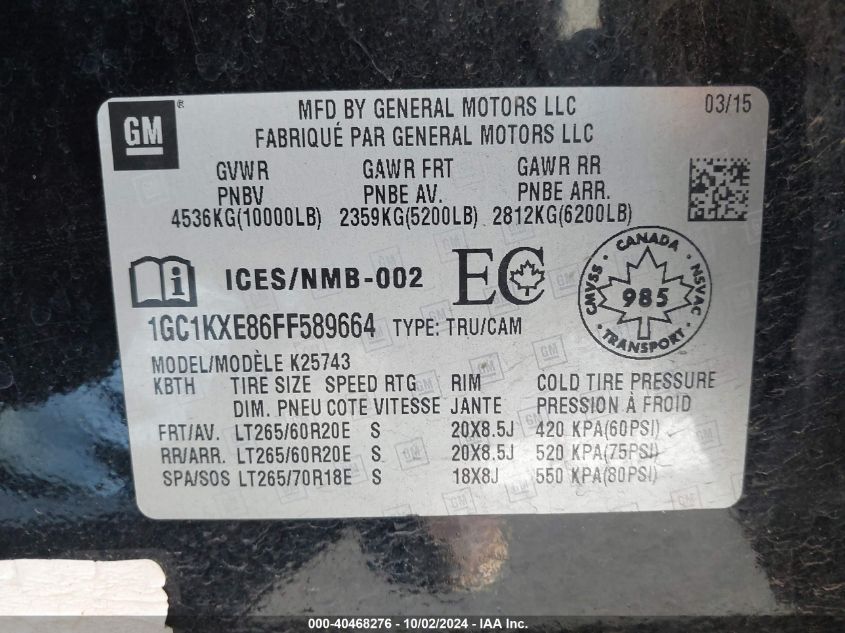 GM®
MFD BY GENERAL MOTORS LLC 03/15
FABRIQUÉ PAR GENERAL MOTORS LLC
GVWR GAWR FRT GAWR RR
PNBV PNBE AV. PNBE ARR.
4536KG(10000LB) 2359KG(5200LB) 2812KG(6200LB)
i ICES/NMB-002 EC
CANADA
CMVSS 985 NSVAC
TRANSPORT
1GC1KXE86FF589664 TYPE: TRU/CAM
MODEL/MODÈLE K25743
KBTH TIRE SIZE SPEED RTG RIM COLD TIRE PRESSURE
DIM. PNEU COTE VITESSE JANTE PRESSION À FROID
FRT/AV. LT265/60R20E S 20X8.5J 420 KPA(60PSI)
RR/ARR. LT265/60R20E S 20X8.5J 520 KPA(75PSI)
SPA/SOS LT265/70R18E S 18X8J 550 KPA(80PSI)
000-40468276 - 10/02/2024 - IAA Inc.